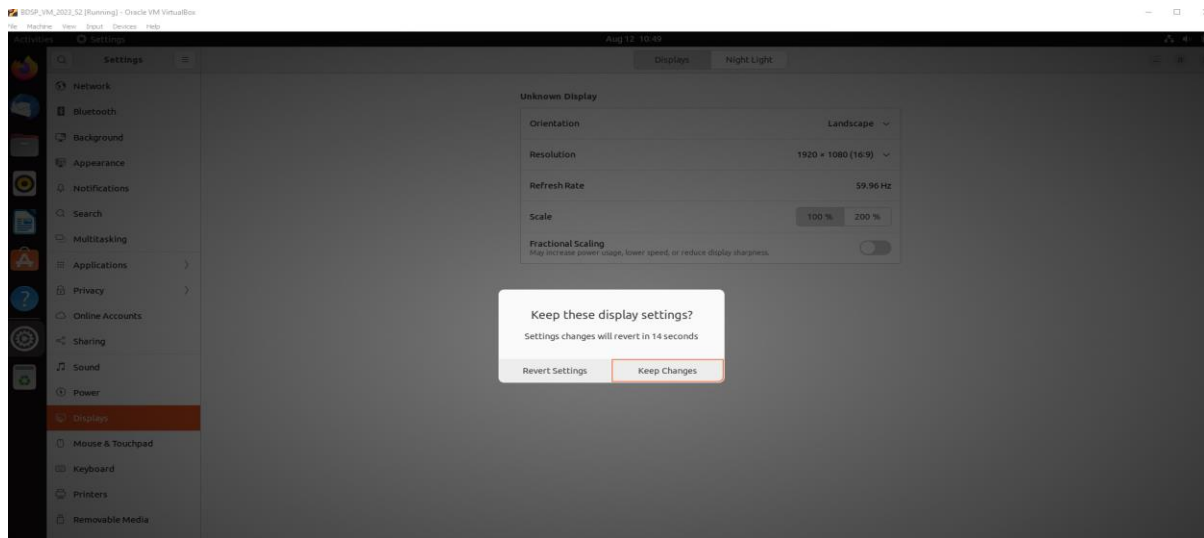 BDSP_VM_2023_S2 [Running] - Oracle VM VirtualBox
File Machine View Input Devices Help
Activities Settings Aug 12 10:49
Settings Displays Night Light
Network
Bluetooth
Background
Appearance
Notifications
Search
Multitasking
Applications
Privacy
Online Accounts
Sharing
Sound
Power
Displays
Mouse & Touchpad
Keyboard
Printers
Removable Media
Unknown Display
Orientation Landscape
Resolution 1920 × 1080 (16:9)
Refresh Rate 59.96 Hz
Scale 100 % 200 %
Fractional Scaling
May increase power usage, lower speed, or reduce display sharpness.
Keep these display settings?
Settings changes will revert in 14 seconds
Revert Settings Keep Changes